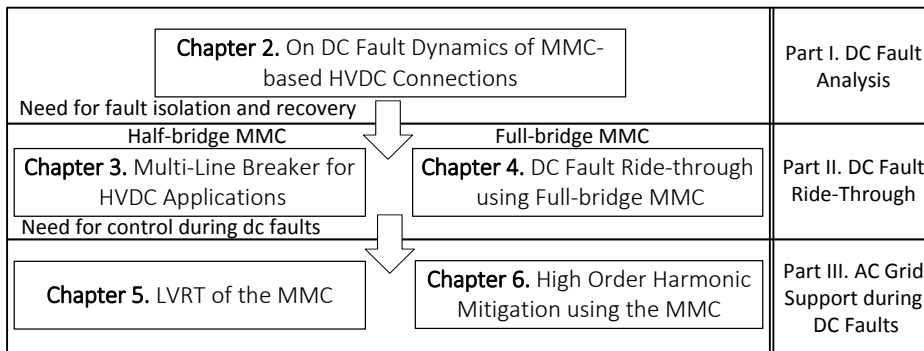 Chapter 2. On DC Fault Dynamics of MMC-
based HVDC Connections
Need for fault isolation and recovery
Part I. DC Fault
Analysis
Half-bridge MMC
Full-bridge MMC
Chapter 3. Multi-Line Breaker for
HVDC Applications
Chapter 4. DC Fault Ride-through
using Full-bridge MMC
Need for control during dc faults
Part II. DC Fault
Ride-Through
Chapter 5. LVRT of the MMC
Chapter 6. High Order Harmonic
Mitigation using the MMC
Part III. AC Grid
Support during
DC Faults